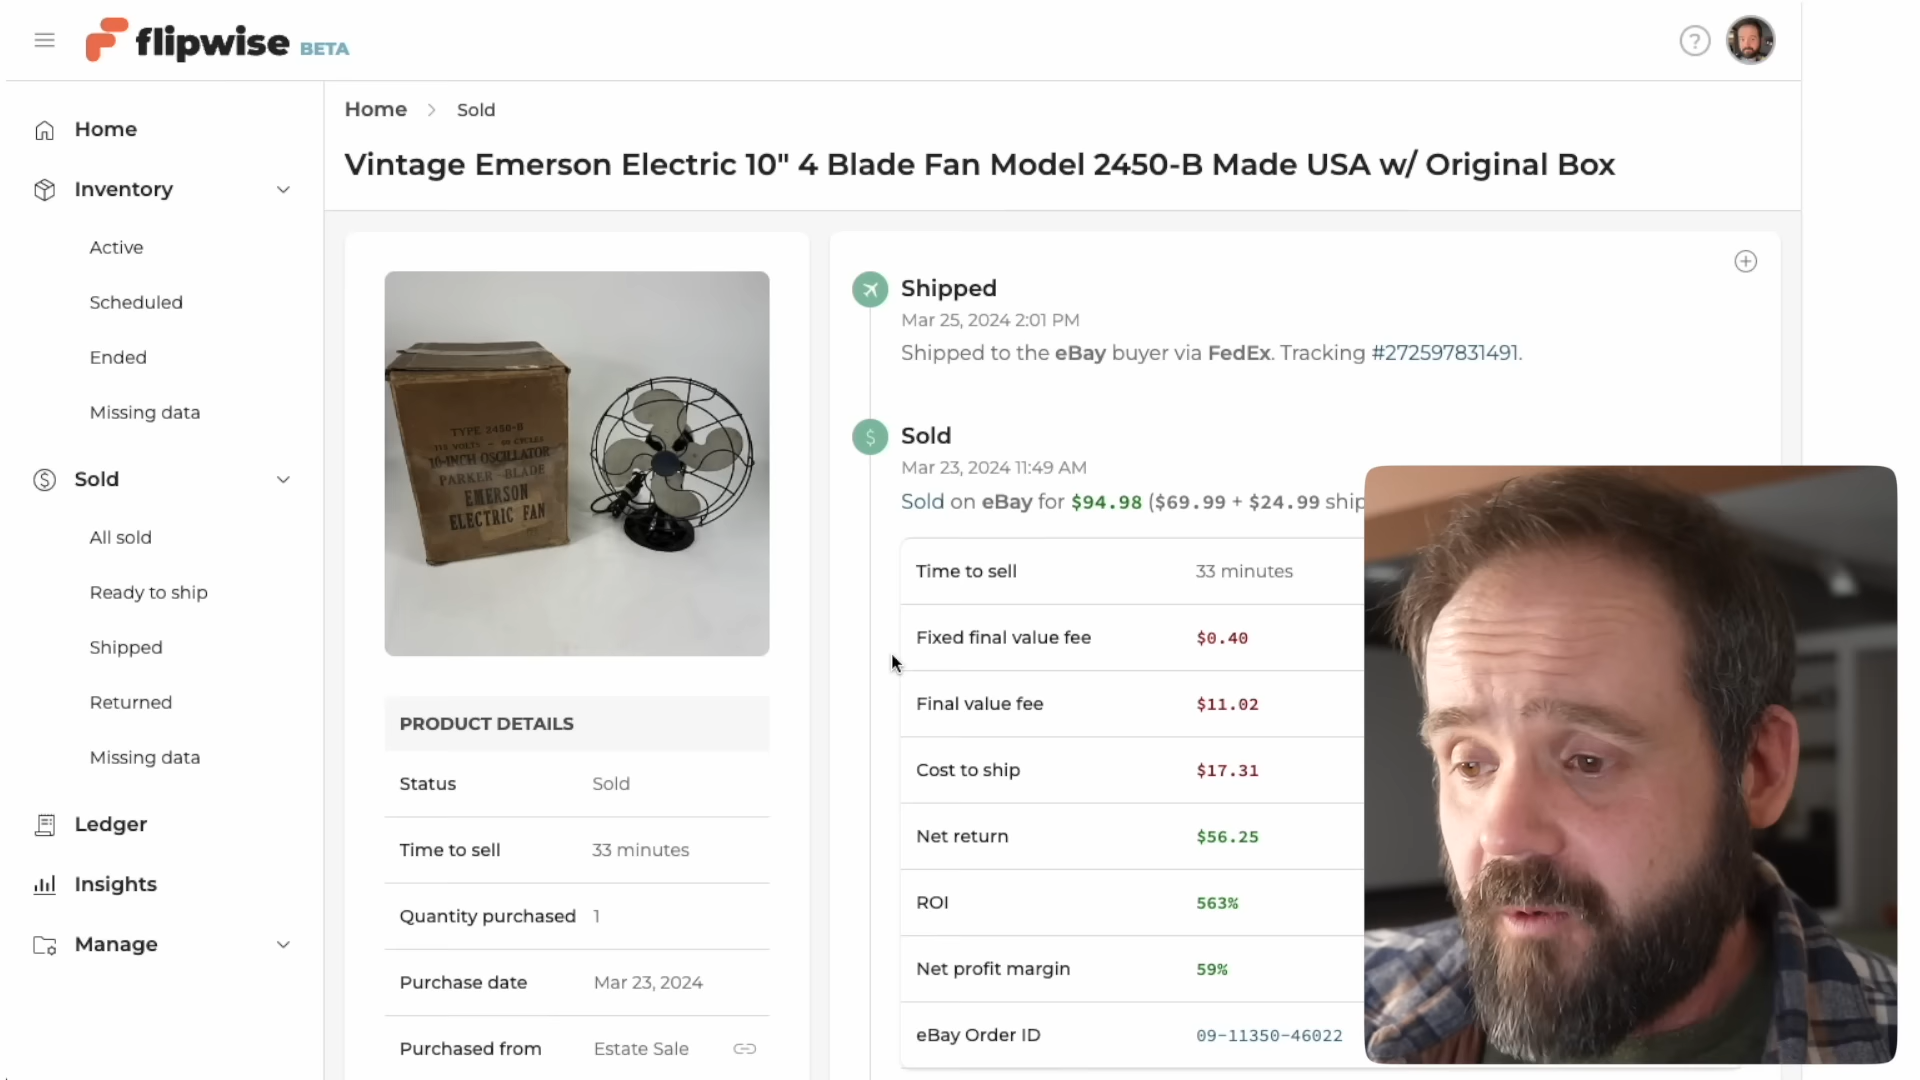 flipwise BETA
?
Home
Inventory
Active
Scheduled
Ended
Missing data
Sold
All sold
Ready to ship
Shipped
Returned
Missing data
Ledger
Insights
Manage
Home > Sold
Vintage Emerson Electric 10" 4 Blade Fan Model 2450-B Made USA w/ Original Box
TYPE 2450-B
115 VOLTS - 60 CYCLES
10-INCH OSCILLATOR
PARKER-BLADE
EMERSON
ELECTRIC FAN
PRODUCT DETAILS
Status Sold
Time to sell 33 minutes
Quantity purchased 1
Purchase date Mar 23, 2024
Purchased from Estate Sale
Shipped
Mar 25, 2024 2:01 PM
Shipped to the eBay buyer via FedEx. Tracking #272597831491.
$
Sold
Mar 23, 2024 11:49 AM
Sold on eBay for $94.98 ($69.99 + $24.99 ship
Time to sell 33 minutes
Fixed final value fee $0.40
Final value fee $11.02
Cost to ship $17.31
Net return $56.25
ROI 563%
Net profit margin 59%
eBay Order ID 09-11350-46022